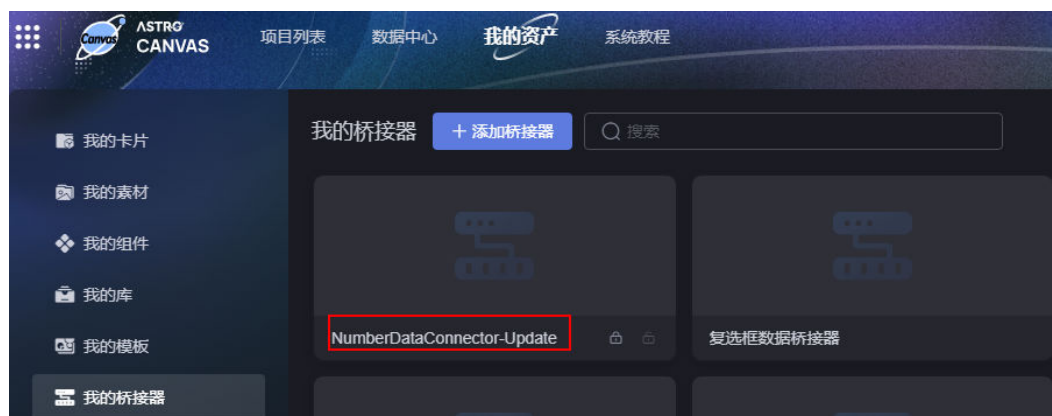 Canvas
ASTRO
CANVAS
项目列表
数据中心
我的资产
系统教程
我的卡片
我的素材
我的组件
我的库
我的模板
我的桥接器
我的桥接器
+ 添加桥接器
搜索
NumberDataConnector-Update
复选框数据桥接器